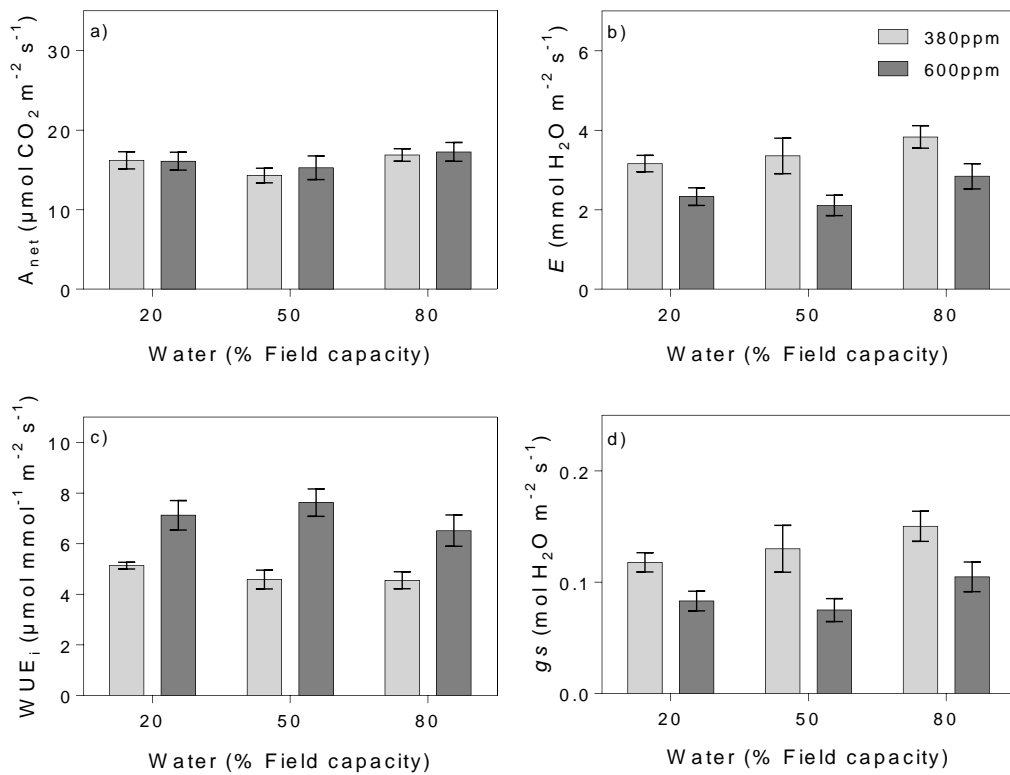 a)
30
20
10
0
A_net (µmol CO₂ m⁻² s⁻¹)
20 50 80
Water (% Field capacity)
b)
380ppm
600ppm
6
4
2
0
E (mmol H₂O m⁻² s⁻¹)
20 50 80
Water (% Field capacity)
c)
10
8
6
4
2
0
WUEᵢ (µmol mmol⁻¹ m⁻² s⁻¹)
20 50 80
Water (% Field capacity)
d)
0.2
0.1
0.0
gs (mol H₂O m⁻² s⁻¹)
20 50 80
Water (% Field capacity)